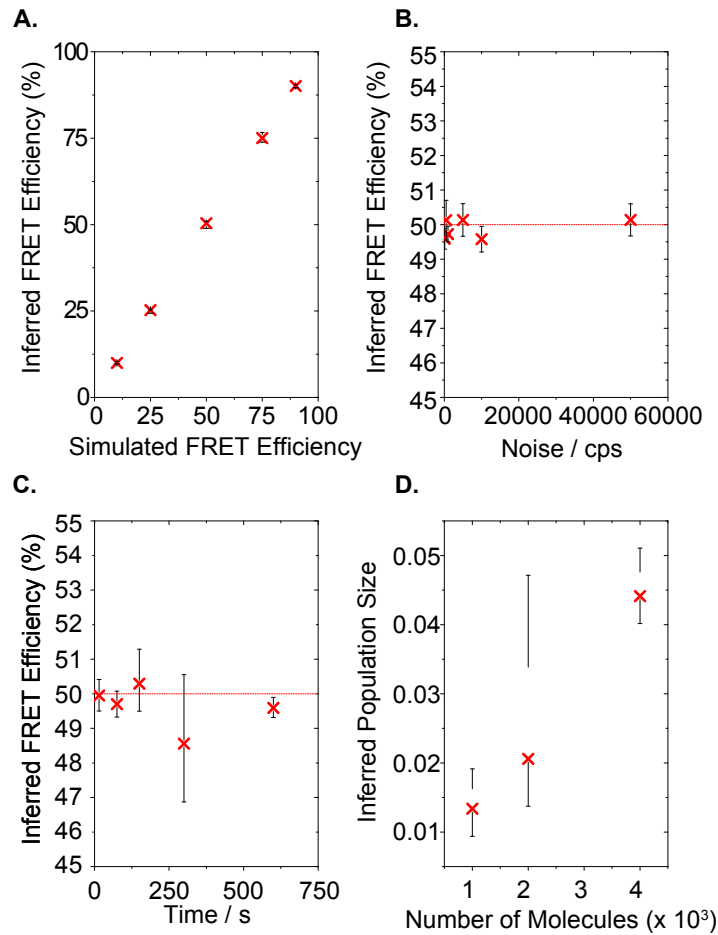 A.
100
75
50
25
0
Inferred FRET Efficiency (%)
0 25 50 75 100
Simulated FRET Efficiency
B.
55
54
53
52
51
50
49
48
47
46
45
Inferred FRET Efficiency (%)
0 20000 40000 60000
Noise / cps
C.
55
54
53
52
51
50
49
48
47
46
45
Inferred FRET Efficiency (%)
0 250 500 750
Time / s
D.
0.05
0.04
0.03
0.02
0.01
Inferred Population Size
1 2 3 4
Number of Molecules (x 10³)